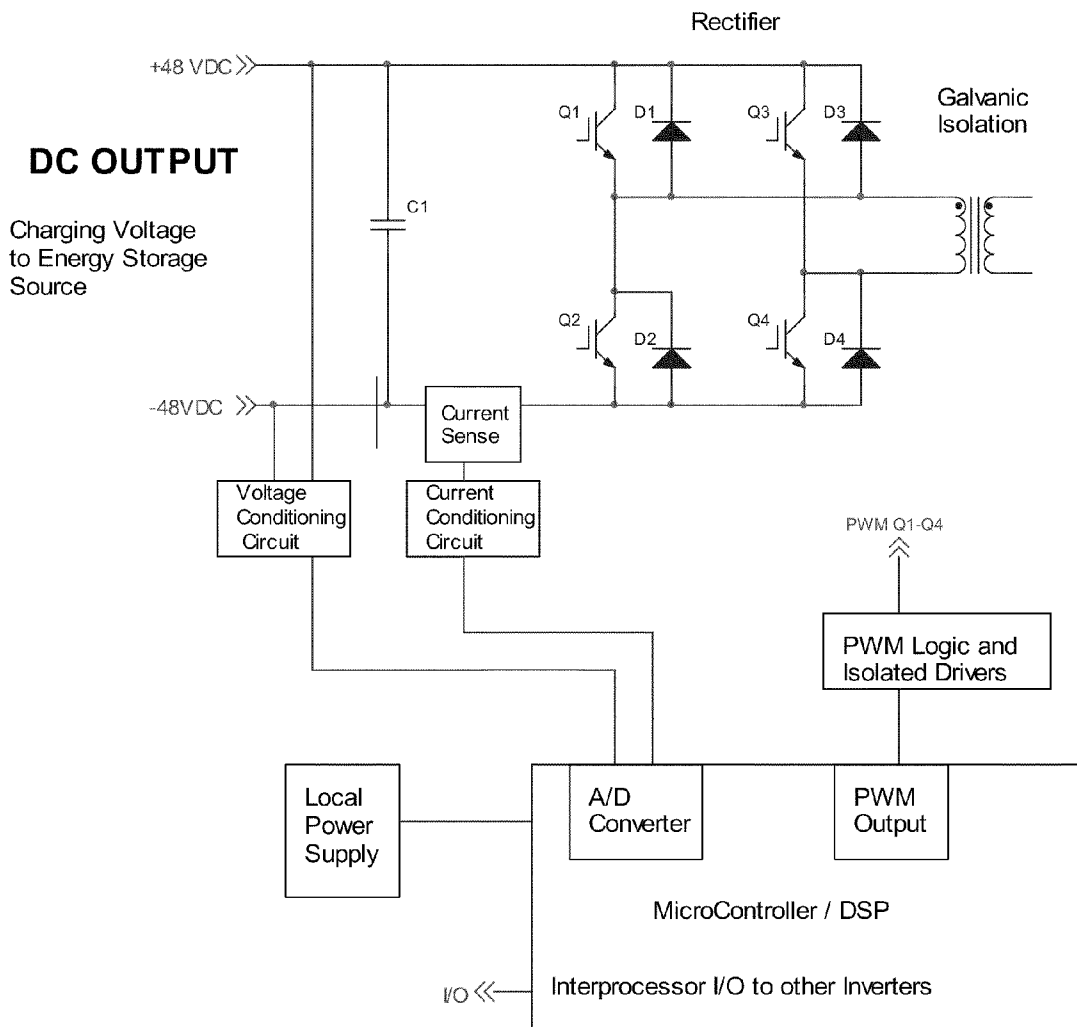 Rectifier
+48 VDC
Q1
D1
Q3
D3
Galvanic
Isolation
DC OUTPUT
C1
Charging Voltage
to Energy Storage
Source
Q2
D2
Q4
D4
-48VDC
Current
Sense
Voltage
Conditioning
Circuit
Current
Conditioning
Circuit
PWM Q1-Q4
PWM Logic and
Isolated Drivers
Local
Power
Supply
A/D
Converter
PWM
Output
MicroController / DSP
I/O
Interprocessor I/O to other Inverters